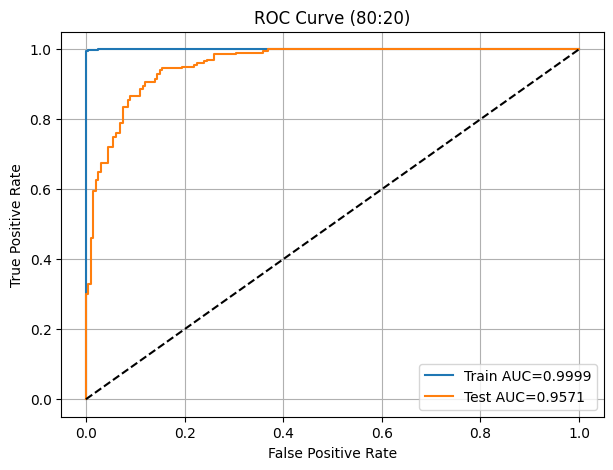 ROC Curve (80:20)
True Positive Rate
1.0
0.8
0.6
0.4
0.2
0.0
0.0 0.2 0.4 0.6 0.8 1.0
False Positive Rate
Train AUC=0.9999
Test AUC=0.9571